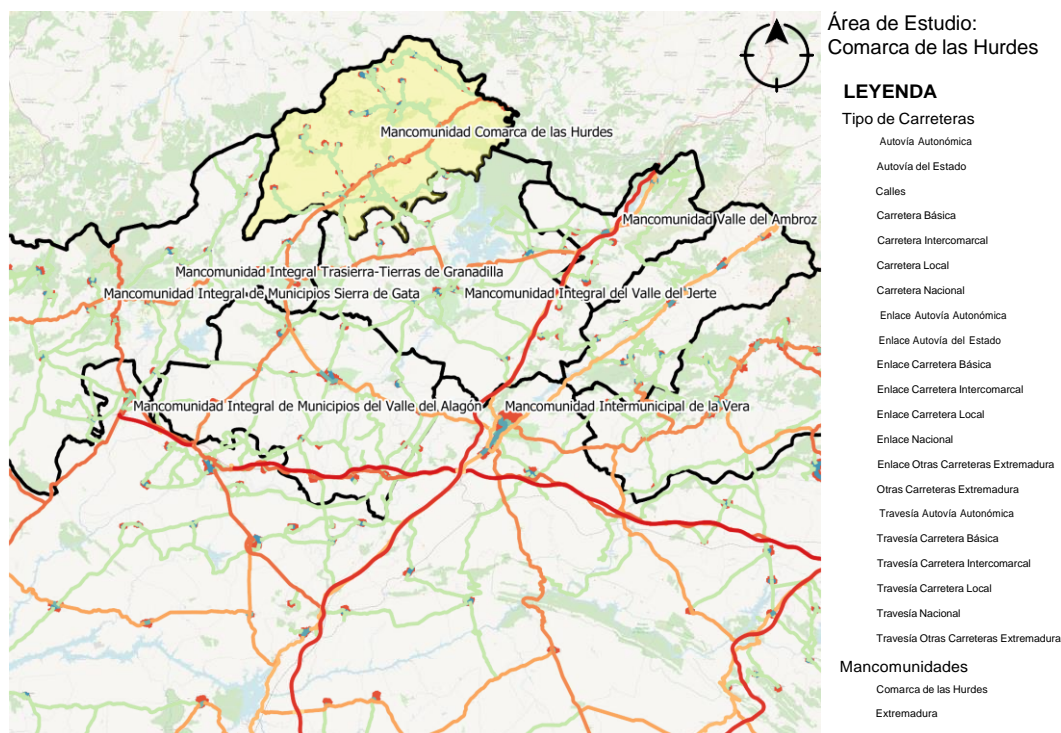 Área de Estudio:
Comarca de las Hurdes
LEYENDA
Tipo de Carreteras
Autovía Autonómica
Autovía del Estado
Calles
Carretera Básica
Carretera Intercomarcal
Carretera Local
Carretera Nacional
Enlace Autovía Autonómica
Enlace Autovía del Estado
Enlace Carretera Básica
Enlace Carretera Intercomarcal
Enlace Carretera Local
Enlace Nacional
Enlace Otras Carreteras Extremadura
Otras Carreteras Extremadura
Travesía Autovía Autonómica
Travesía Carretera Básica
Travesía Carretera Intercomarcal
Travesía Carretera Local
Travesía Nacional
Travesía Otras Carreteras Extremadura
Mancomunidades
Comarca de las Hurdes
Extremadura
Mancomunidad Comarca de las Hurdes
Mancomunidad Valle del Ambroz
Mancomunidad Integral Trasierra-Tierras de Granadilla
Mancomunidad Integral de Municipios Sierra de Gata
Mancomunidad Integral del Valle del Jerte
Mancomunidad Integral de Municipios del Valle del Alagón
Mancomunidad Intermunicipal de la Vera